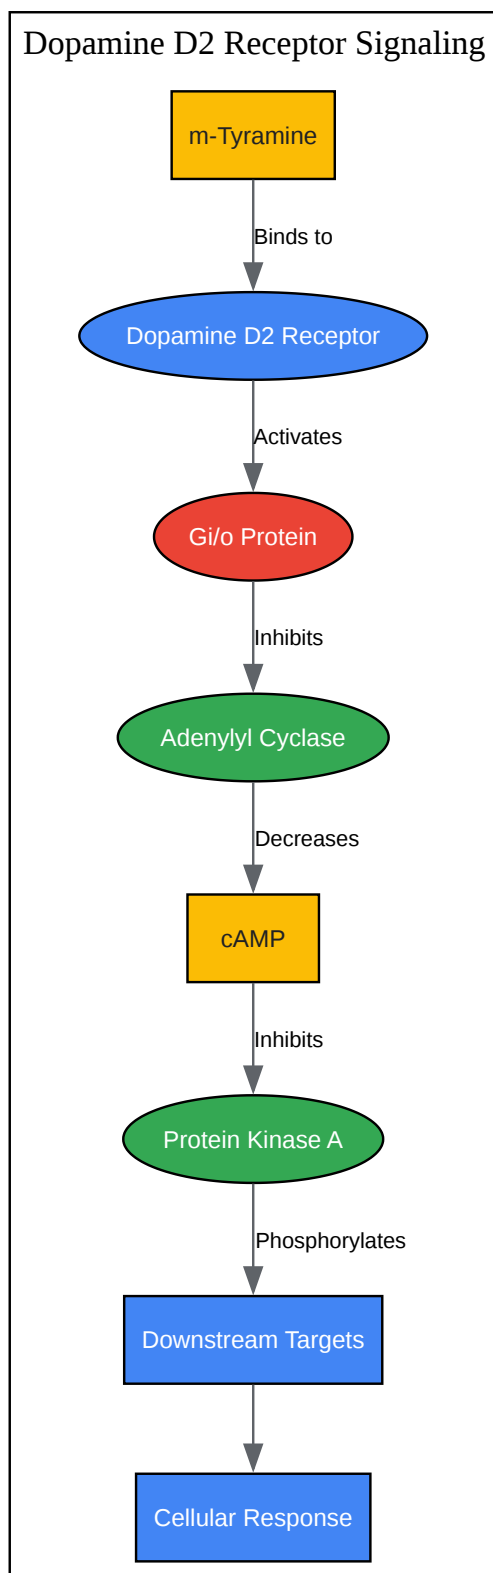 Dopamine D2 Receptor Signaling
m-Tyramine
Binds to
Dopamine D2 Receptor
Activates
Gi/o Protein
Inhibits
Adenylyl Cyclase
Decreases
cAMP
Inhibits
Protein Kinase A
Phosphorylates
Downstream Targets
Cellular Response